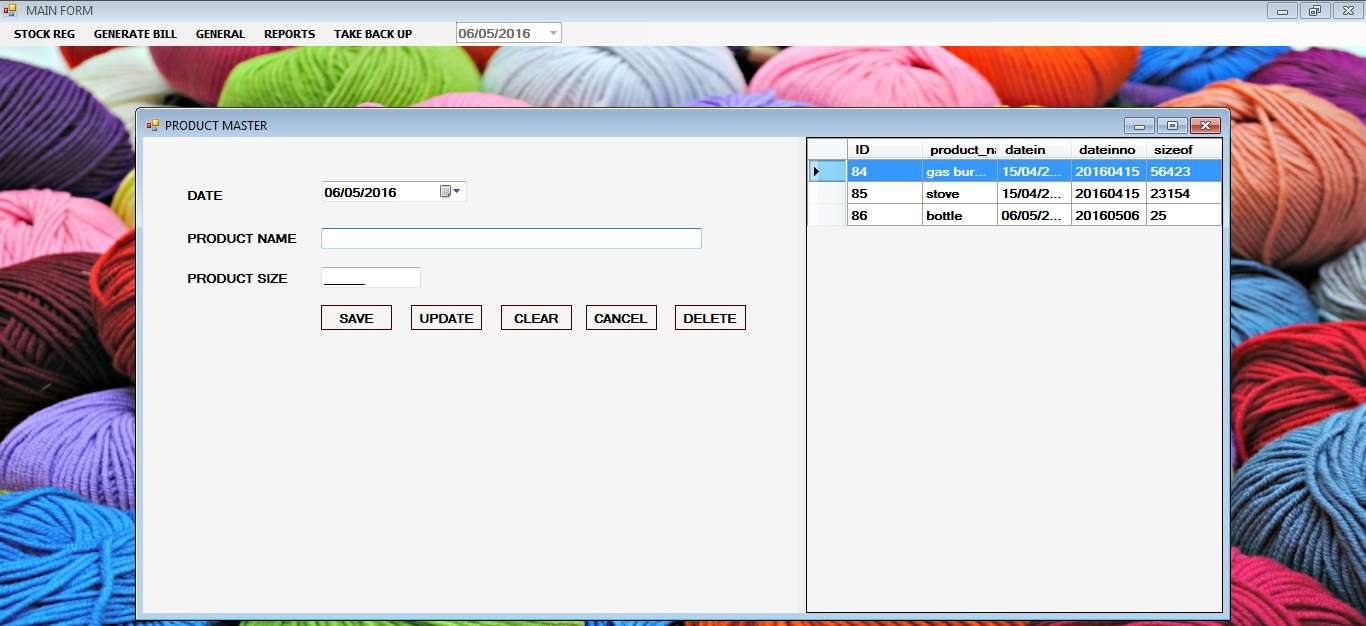 MAIN FORM
STOCK REG GENERATE BILL GENERAL REPORTS TAKE BACK UP 06/05/2016
PRODUCT MASTER
DATE 06/05/2016
PRODUCT NAME
PRODUCT SIZE ______
SAVE UPDATE CLEAR CANCEL DELETE
ID product_na datein dateinno sizeof
84 gas bur... 15/04/2... 20160415 56423
85 stove 15/04/2... 20160415 23154
86 bottle 06/05/2... 20160506 25